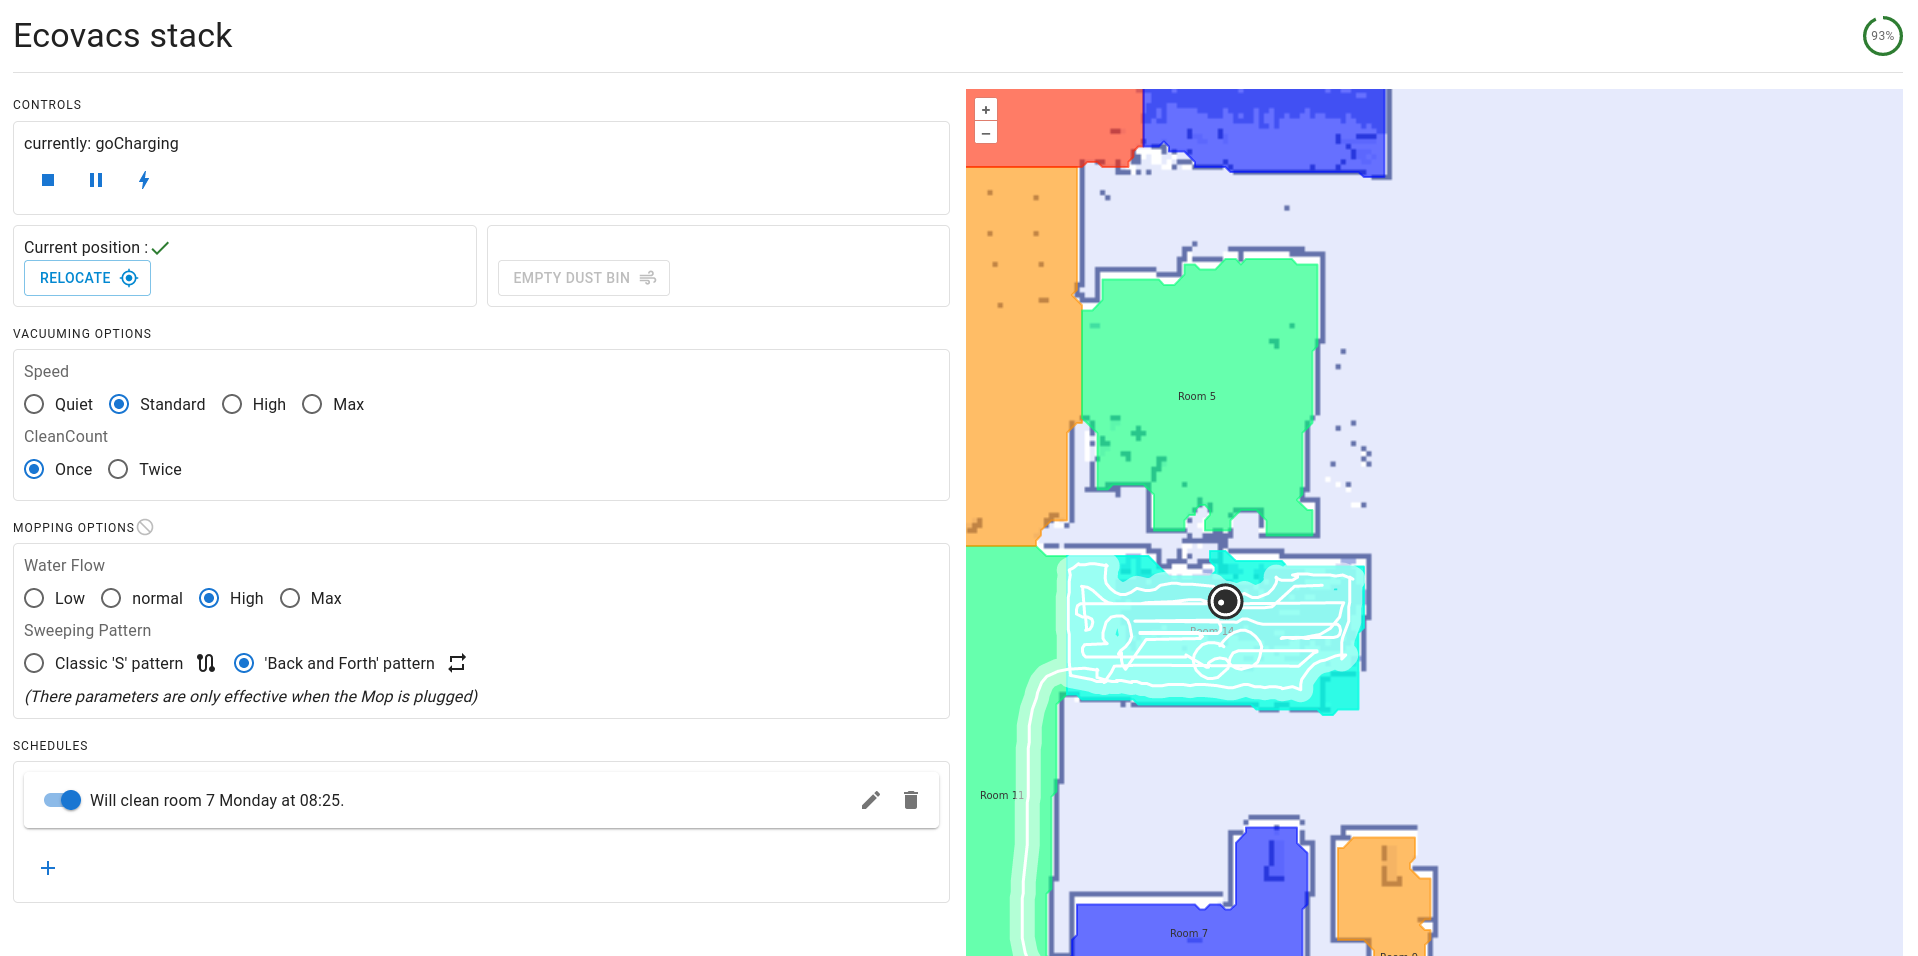 Ecovacs stack
93%
CONTROLS
currently: goCharging
Current position :
RELOCATE
EMPTY DUST BIN
VACUUMING OPTIONS
Speed
Quiet Standard High Max
CleanCount
Once Twice
MOPPING OPTIONS
Water Flow
Low normal High Max
Sweeping Pattern
Classic 'S' pattern 'Back and Forth' pattern
(There parameters are only effective when the Mop is plugged)
SCHEDULES
Will clean room 7 Monday at 08:25.
+
−
Room 5
Room 14
Room 11
Room 7